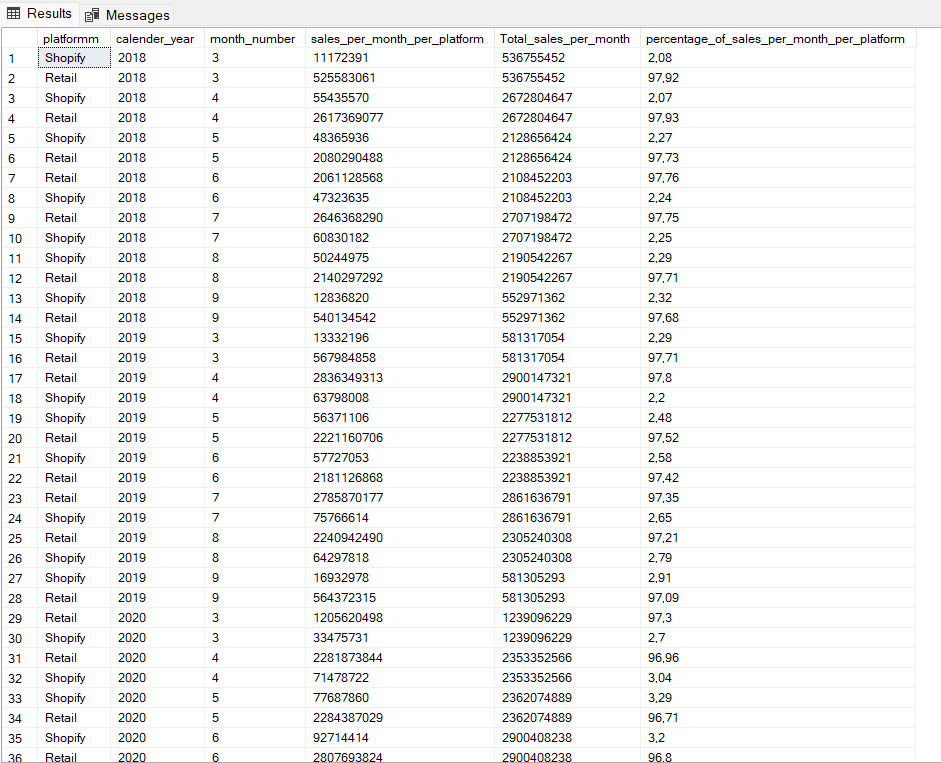 Results Messages
platformm calender_year month_number sales_per_month_per_platform Total_sales_per_month percentage_of_sales_per_month_per_platform
1 Shopify 2018 3 11172391 536755452 2,08
2 Retail 2018 3 525583061 536755452 97,92
3 Shopify 2018 4 55435570 2672804647 2,07
4 Retail 2018 4 2617369077 2672804647 97,93
5 Shopify 2018 5 48365936 2128656424 2,27
6 Retail 2018 5 2080290488 2128656424 97,73
7 Retail 2018 6 2061128568 2108452203 97,76
8 Shopify 2018 6 47323635 2108452203 2,24
9 Retail 2018 7 2646368290 2707198472 97,75
10 Shopify 2018 7 60830182 2707198472 2,25
11 Shopify 2018 8 50244975 2190542267 2,29
12 Retail 2018 8 2140297292 2190542267 97,71
13 Shopify 2018 9 12836820 552971362 2,32
14 Retail 2018 9 540134542 552971362 97,68
15 Shopify 2019 3 13332196 581317054 2,29
16 Retail 2019 3 567984858 581317054 97,71
17 Retail 2019 4 2836349313 2900147321 97,8
18 Shopify 2019 4 63798008 2900147321 2,2
19 Shopify 2019 5 56371106 2277531812 2,48
20 Retail 2019 5 2221160706 2277531812 97,52
21 Shopify 2019 6 57727053 2238853921 2,58
22 Retail 2019 6 2181126868 2238853921 97,42
23 Retail 2019 7 2785870177 2861636791 97,35
24 Shopify 2019 7 75766614 2861636791 2,65
25 Retail 2019 8 2240942490 2305240308 97,21
26 Shopify 2019 8 64297818 2305240308 2,79
27 Shopify 2019 9 16932978 581305293 2,91
28 Retail 2019 9 564372315 581305293 97,09
29 Retail 2020 3 1205620498 1239096229 97,3
30 Shopify 2020 3 33475731 1239096229 2,7
31 Retail 2020 4 2281873844 2353352566 96,96
32 Shopify 2020 4 71478722 2353352566 3,04
33 Shopify 2020 5 77687860 2362074889 3,29
34 Retail 2020 5 2284387029 2362074889 96,71
35 Shopify 2020 6 92714414 2900408238 3,2
36 Retail 2020 6 2807693824 2900408238 96,8